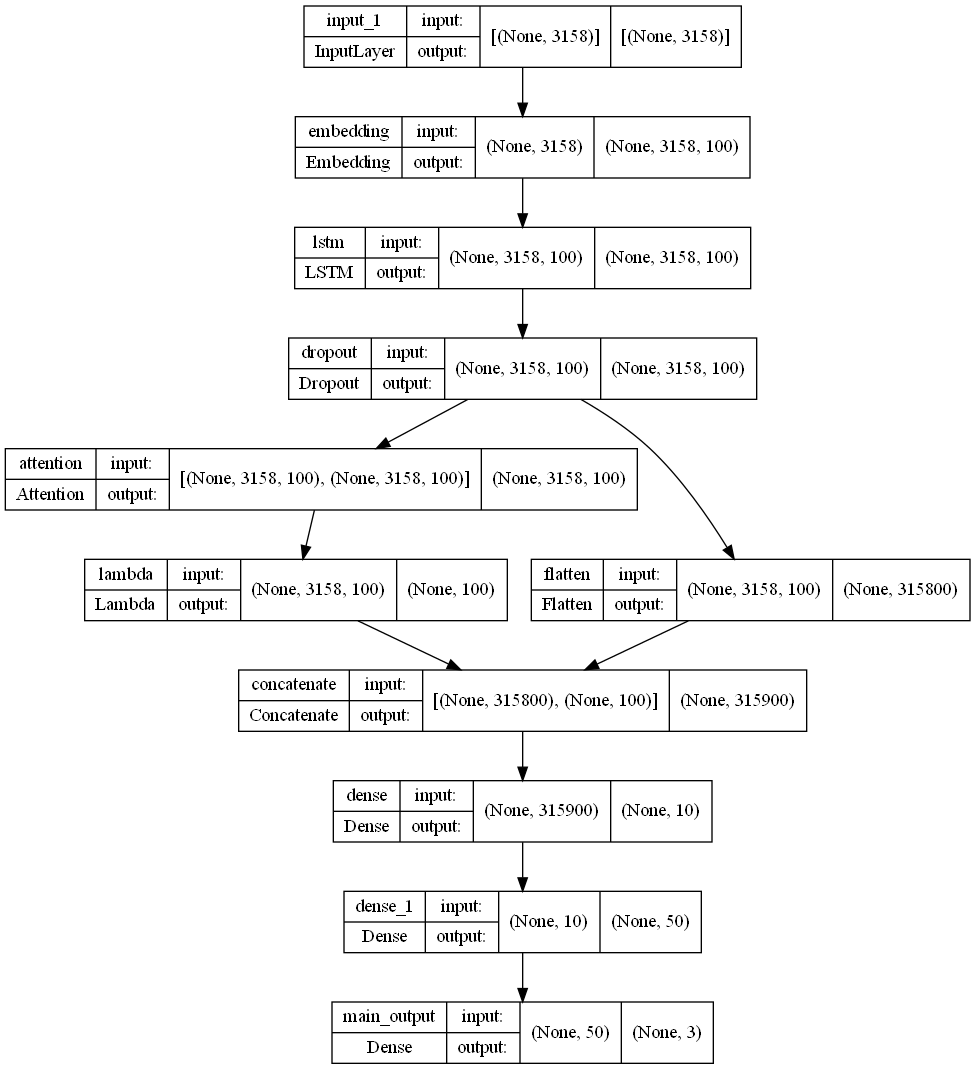 input_1 input: [(None, 3158)] [(None, 3158)]
InputLayer output:
embedding input: (None, 3158) (None, 3158, 100)
Embedding output:
lstm input: (None, 3158, 100) (None, 3158, 100)
LSTM output:
dropout input: (None, 3158, 100) (None, 3158, 100)
Dropout output:
attention input: [(None, 3158, 100), (None, 3158, 100)] (None, 3158, 100)
Attention output:
lambda input: (None, 3158, 100) (None, 100)
Lambda output:
flatten input: (None, 3158, 100) (None, 315800)
Flatten output:
concatenate input: [(None, 315800), (None, 100)] (None, 315900)
Concatenate output:
dense input: (None, 315900) (None, 10)
Dense output:
dense_1 input: (None, 10) (None, 50)
Dense output:
main_output input: (None, 50) (None, 3)
Dense output: